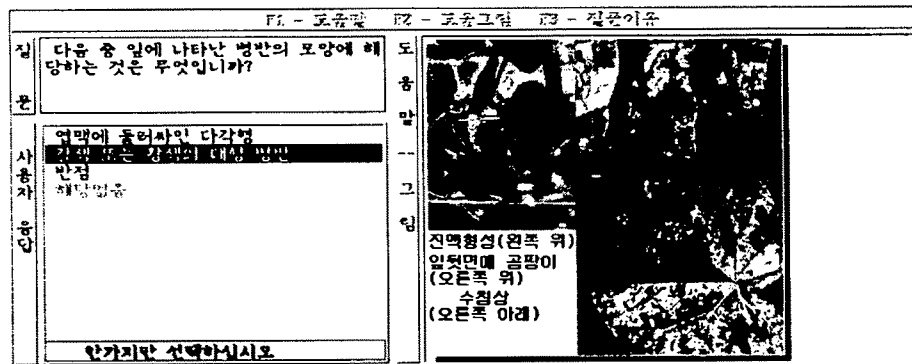 F1 - 도움말 F2 - 도움그림 F3 - 질문이유
질문
다음 중 잎에 나타난 병반의 모양에 해
당하는 것은 무엇입니까?
사용자 응답
엽맥에 둘러싸인 다각형
갈색 또는 황색의 대형 병반
반점
해당없음
한가지만 선택하십시오
도움말 -- 그림
진맥형성(왼쪽 위)
잎뒷면에 곰팡이
(오른쪽 위)
수침상
(오른쪽 아래)